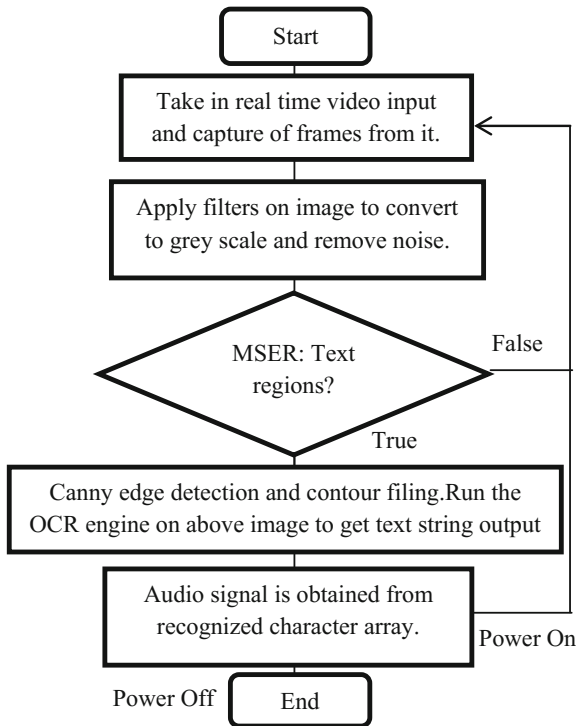 Start
Take in real time video input
and capture of frames from it.
Apply filters on image to convert
to grey scale and remove noise.
MSER: Text
regions?
False
True
Canny edge detection and contour filing.Run the
OCR engine on above image to get text string output
Audio signal is obtained from
recognized character array.
Power On
Power Off
End